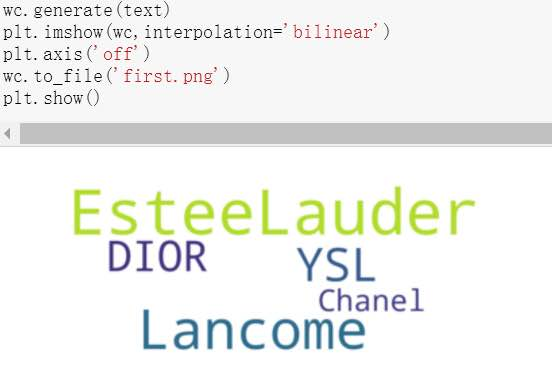 wc.generate(text)
plt.imshow(wc,interpolation='bilinear')
plt.axis('off')
wc.to_file('first.png')
plt.show()
EsteeLauder
DIOR YSL
Chanel
Lancome